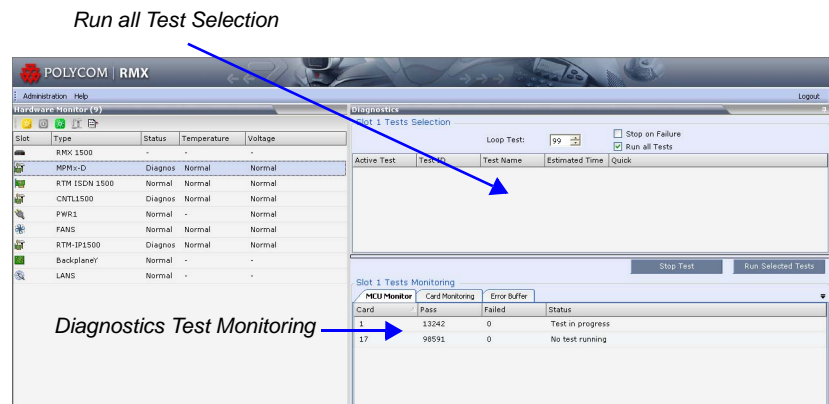 Run all Test Selection
POLYCOM | RMX
Administration Help Logout
Hardware Monitor (9)
Slot Type Status Temperature Voltage
RMX 1500 - - -
MPMx-D Diagnos Normal Normal
RTM ISDN 1500 Normal Normal Normal
CNTL1500 Diagnos Normal Normal
PWR1 Normal - -
FANS Normal Normal Normal
RTM-IP1500 Diagnos Normal Normal
BackplaneY Normal - -
LANS Normal - -
Diagnostics
Slot 1 Tests Selection
Loop Test: 99
Stop on Failure
Run all Tests
Active Test Test ID Test Name Estimated Time Quick
Stop Test Run Selected Tests
Slot 1 Tests Monitoring
MCU Monitor Card Monitoring Error Buffer
Card Pass Failed Status
1 13242 0 Test in progress
17 98591 0 No test running
Diagnostics Test Monitoring